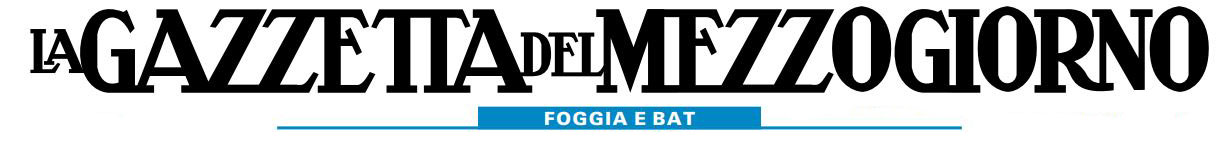 LA GAZZETTA DEL MEZZOGIORNO
FOGGIA E BAT